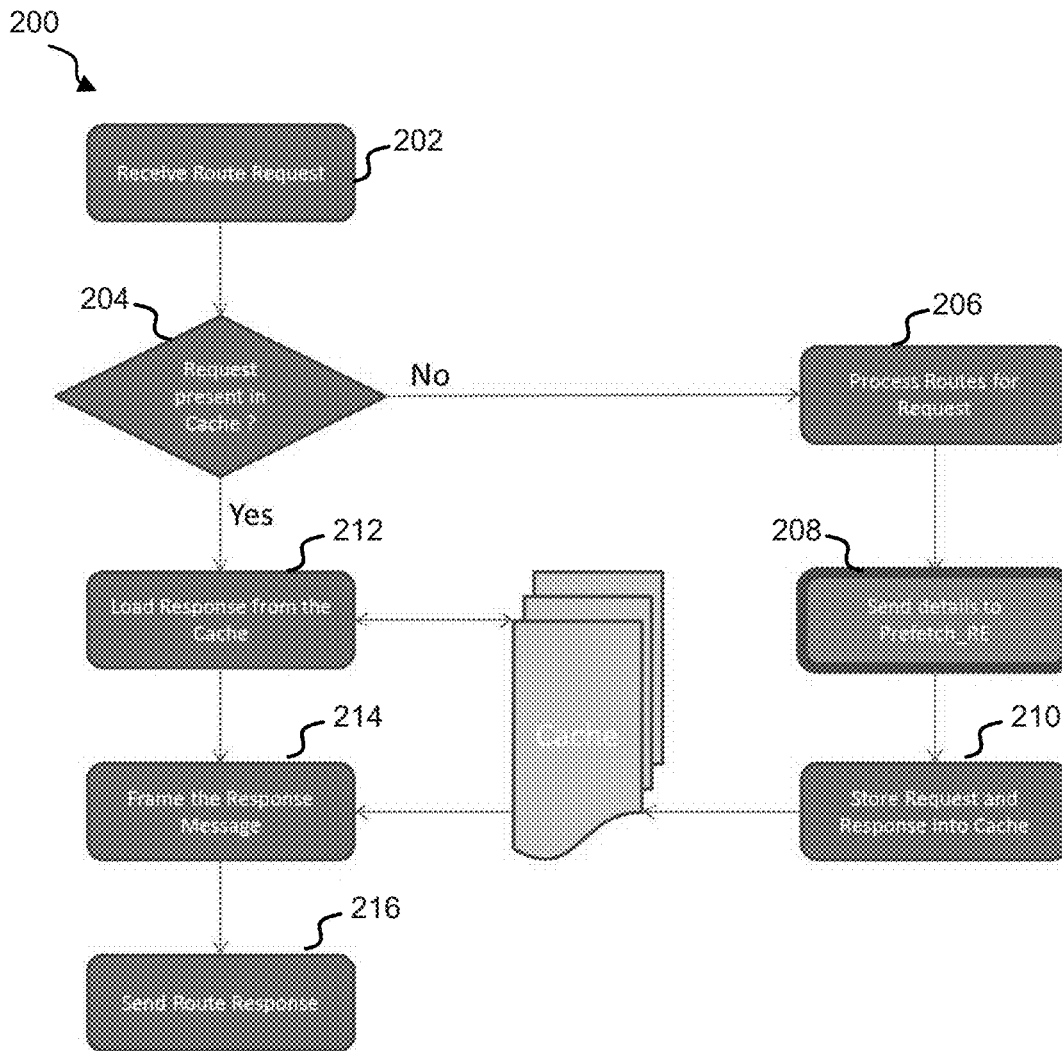 200
Receive Route Request
202
204
Request
present in
Cache ?
No
206
Process Routes for
Request
Yes
212
Load Response from the
Cache
208
Send details to
Prefetch_PE
214
Frame the Response
Message
210
Store Request and
Response into Cache
216
Send Route Response